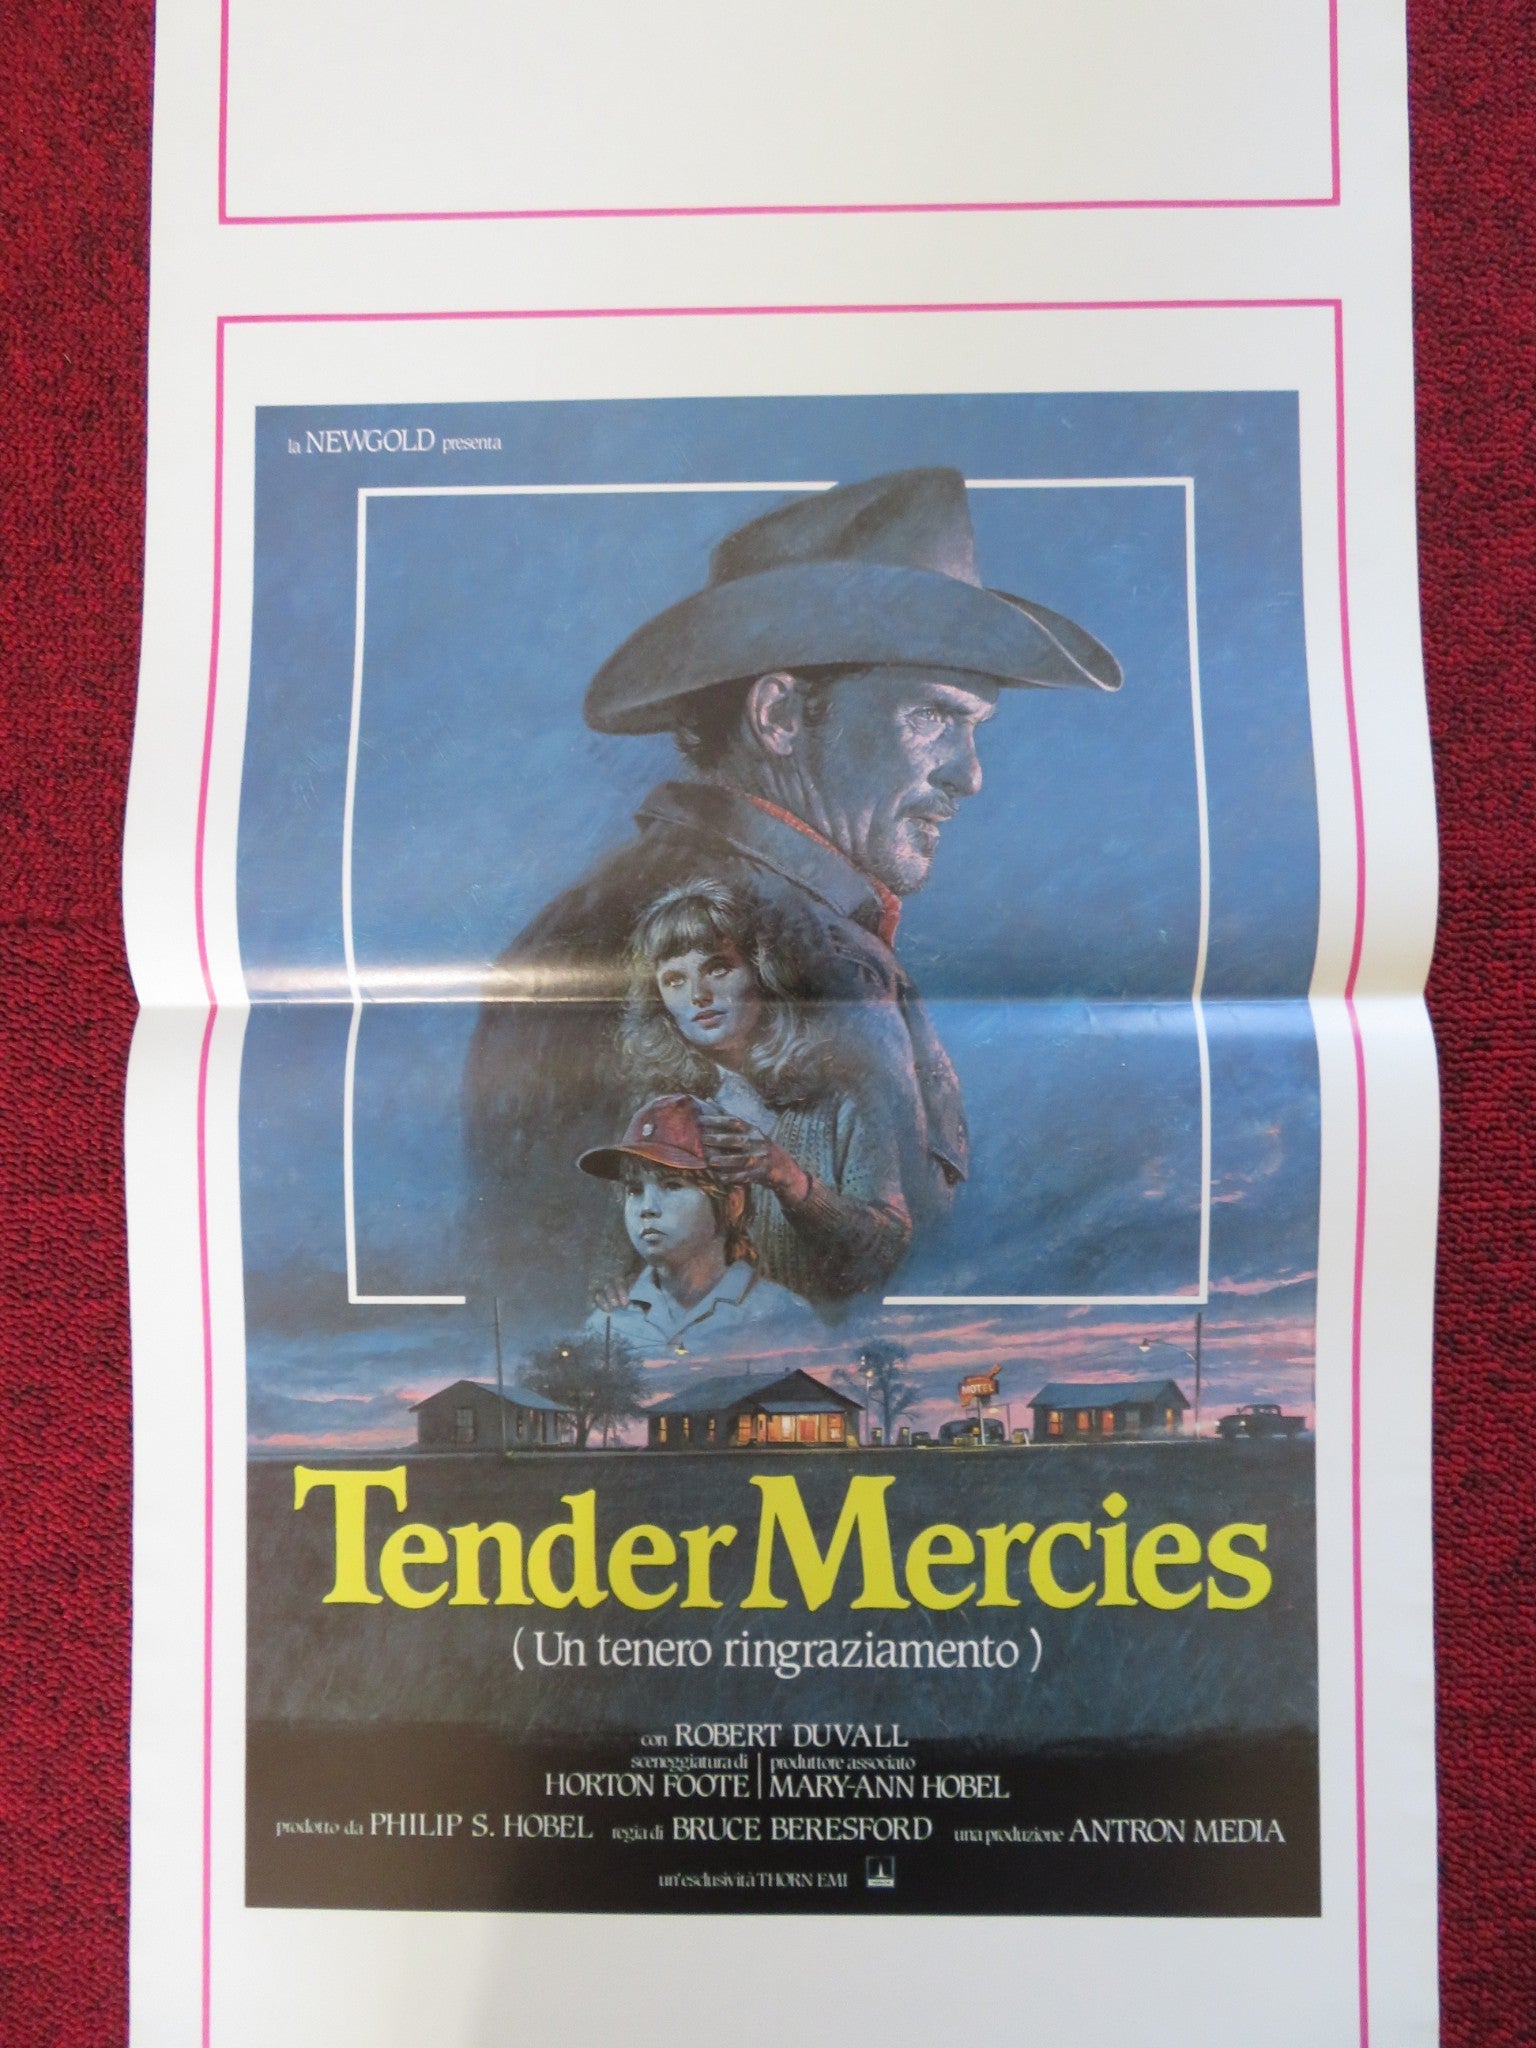 la NEWGOLD presenta
MOTEL
Tender Mercies
( Un tenero ringraziamento )
con ROBERT DUVALL
sceneggiatura di HORTON FOOTE
produttore associato MARY-ANN HOBEL
prodotto da PHILIP S. HOBEL regia di BRUCE BERESFORD una produzione ANTRON MEDIA
un'esclusività THORN EMI